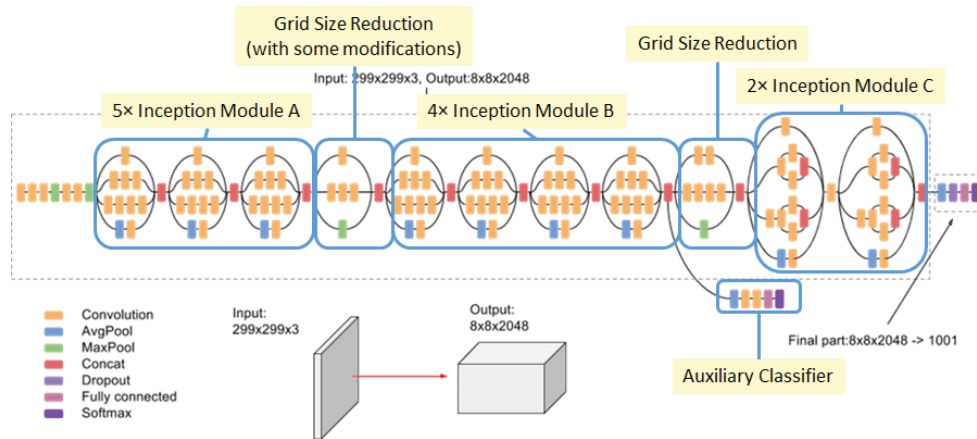 Grid Size Reduction
(with some modifications)
Grid Size Reduction
Input: 299x299x3, Output:8x8x2048
5× Inception Module A
4× Inception Module B
2× Inception Module C
Convolution
AvgPool
MaxPool
Concat
Dropout
Fully connected
Softmax
Input:
299x299x3
Output:
8x8x2048
Final part:8x8x2048 -> 1001
Auxiliary Classifier